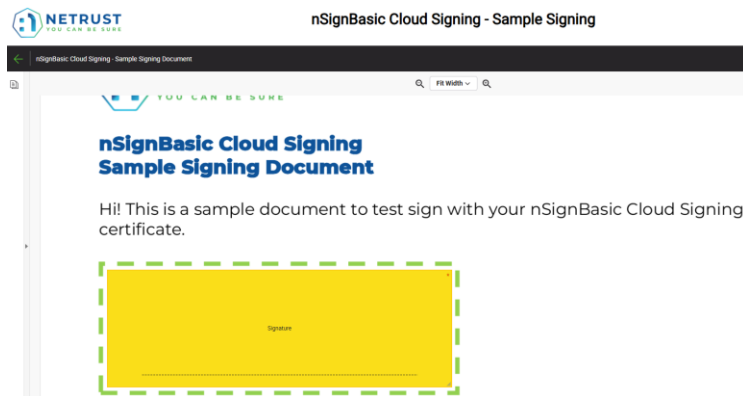 NETRUST
YOU CAN BE SURE
nSignBasic Cloud Signing - Sample Signing
nSignBasic Cloud Signing - Sample Signing Document
Fit Width
YOU CAN BE SURE
nSignBasic Cloud Signing
Sample Signing Document
Hi! This is a sample document to test sign with your nSignBasic Cloud Signing
certificate.
Signature